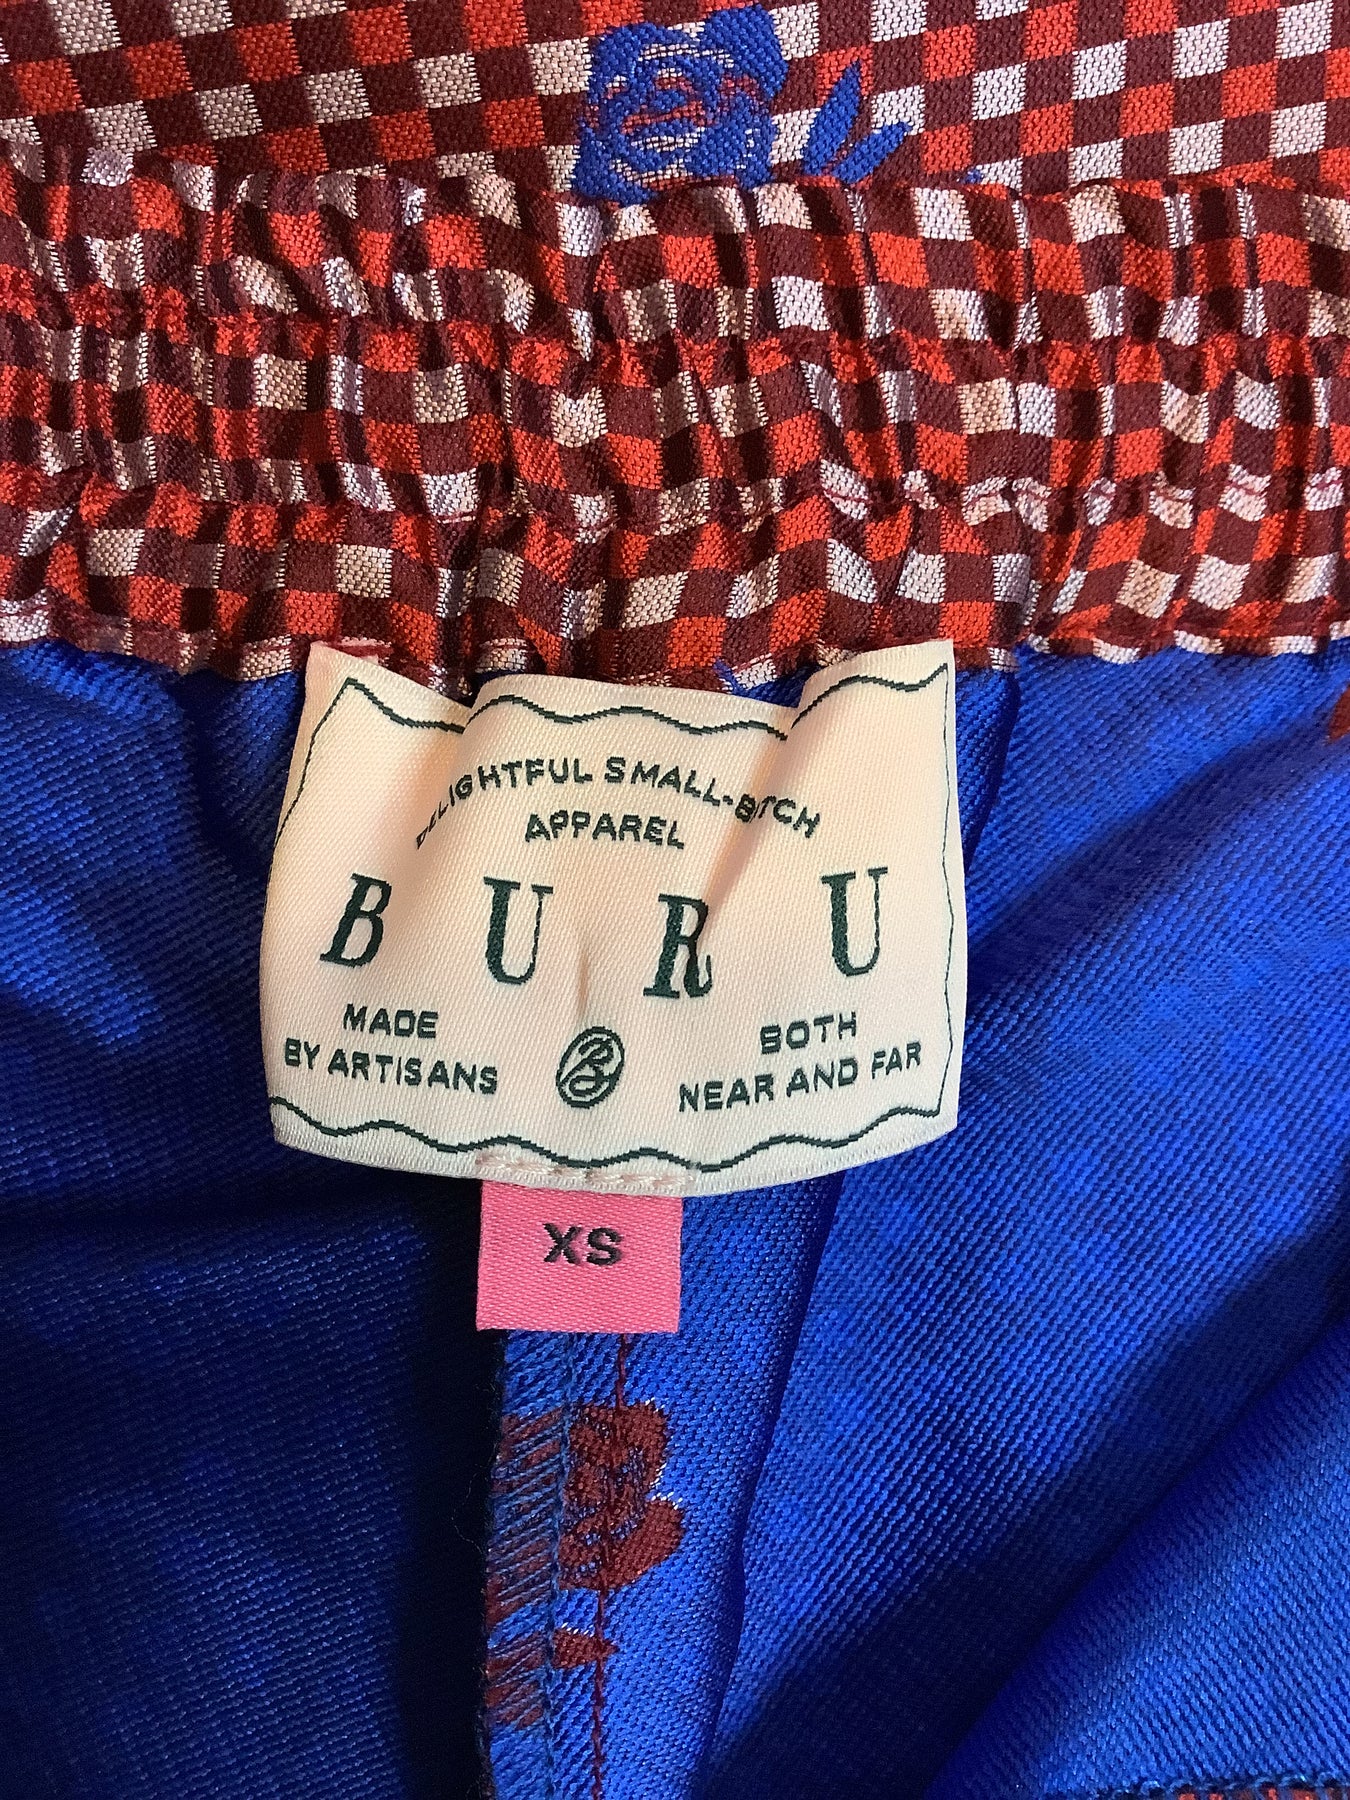 DELIGHTFUL SMALL-BATCH
APPAREL
BURU
MADE
BY ARTISANS
BOTH
NEAR AND FAR
XS